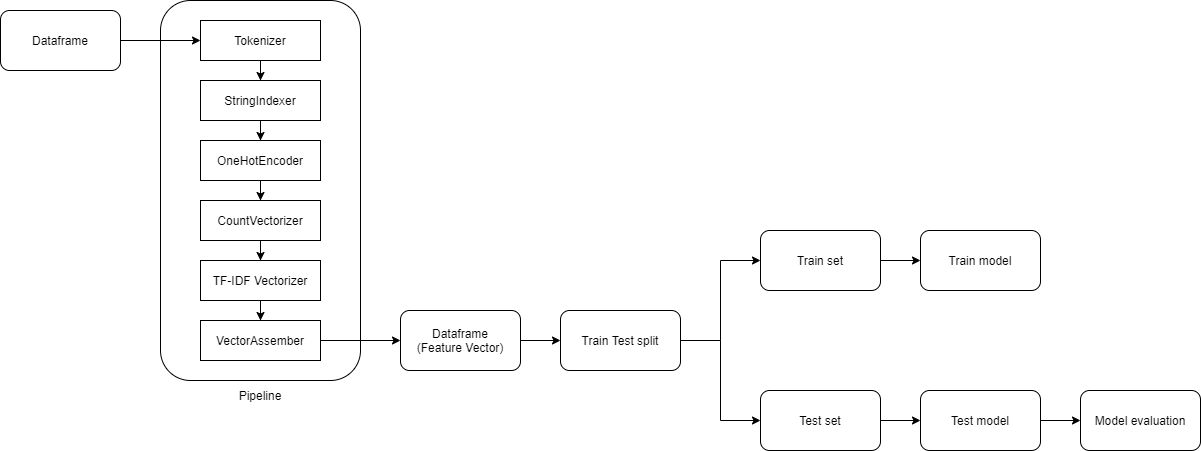 Dataframe
Tokenizer
StringIndexer
OneHotEncoder
CountVectorizer
TF-IDF Vectorizer
VectorAssember
Pipeline
Dataframe
(Feature Vector)
Train Test split
Train set
Train model
Test set
Test model
Model evaluation